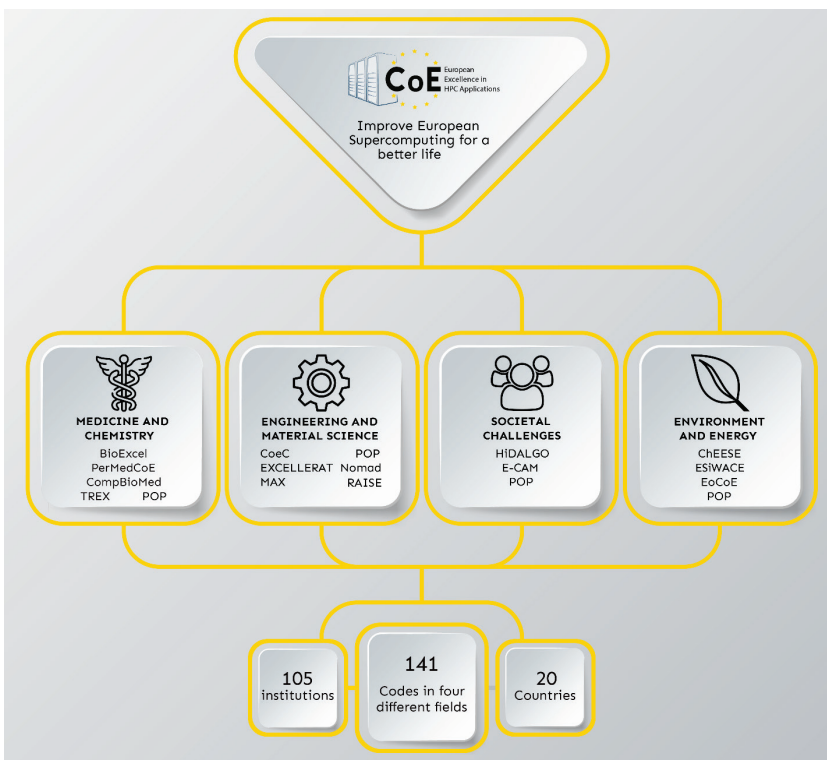 CoE European
Excellence in
HPC Applications
Improve European
Supercomputing for a
better life
MEDICINE AND
CHEMISTRY
BioExcel
PerMedCoE
CompBioMed
TREX POP
ENGINEERING AND
MATERIAL SCIENCE
CoeC POP
EXCELLERAT Nomad
MAX RAISE
SOCIETAL
CHALLENGES
HiDALGO
E-CAM
POP
ENVIRONMENT
AND ENERGY
ChEESE
ESiWACE
EoCoE
POP
105
institutions
141
Codes in four
different fields
20
Countries